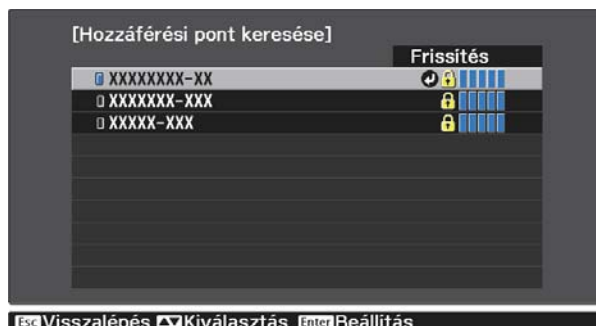 [Hozzáférési pont keresése]
Frissítés
XXXXXXXX-XX
XXXXXXX-XXX
XXXXX-XXX
Esc Visszalépés Kiválasztás Enter Beállítás